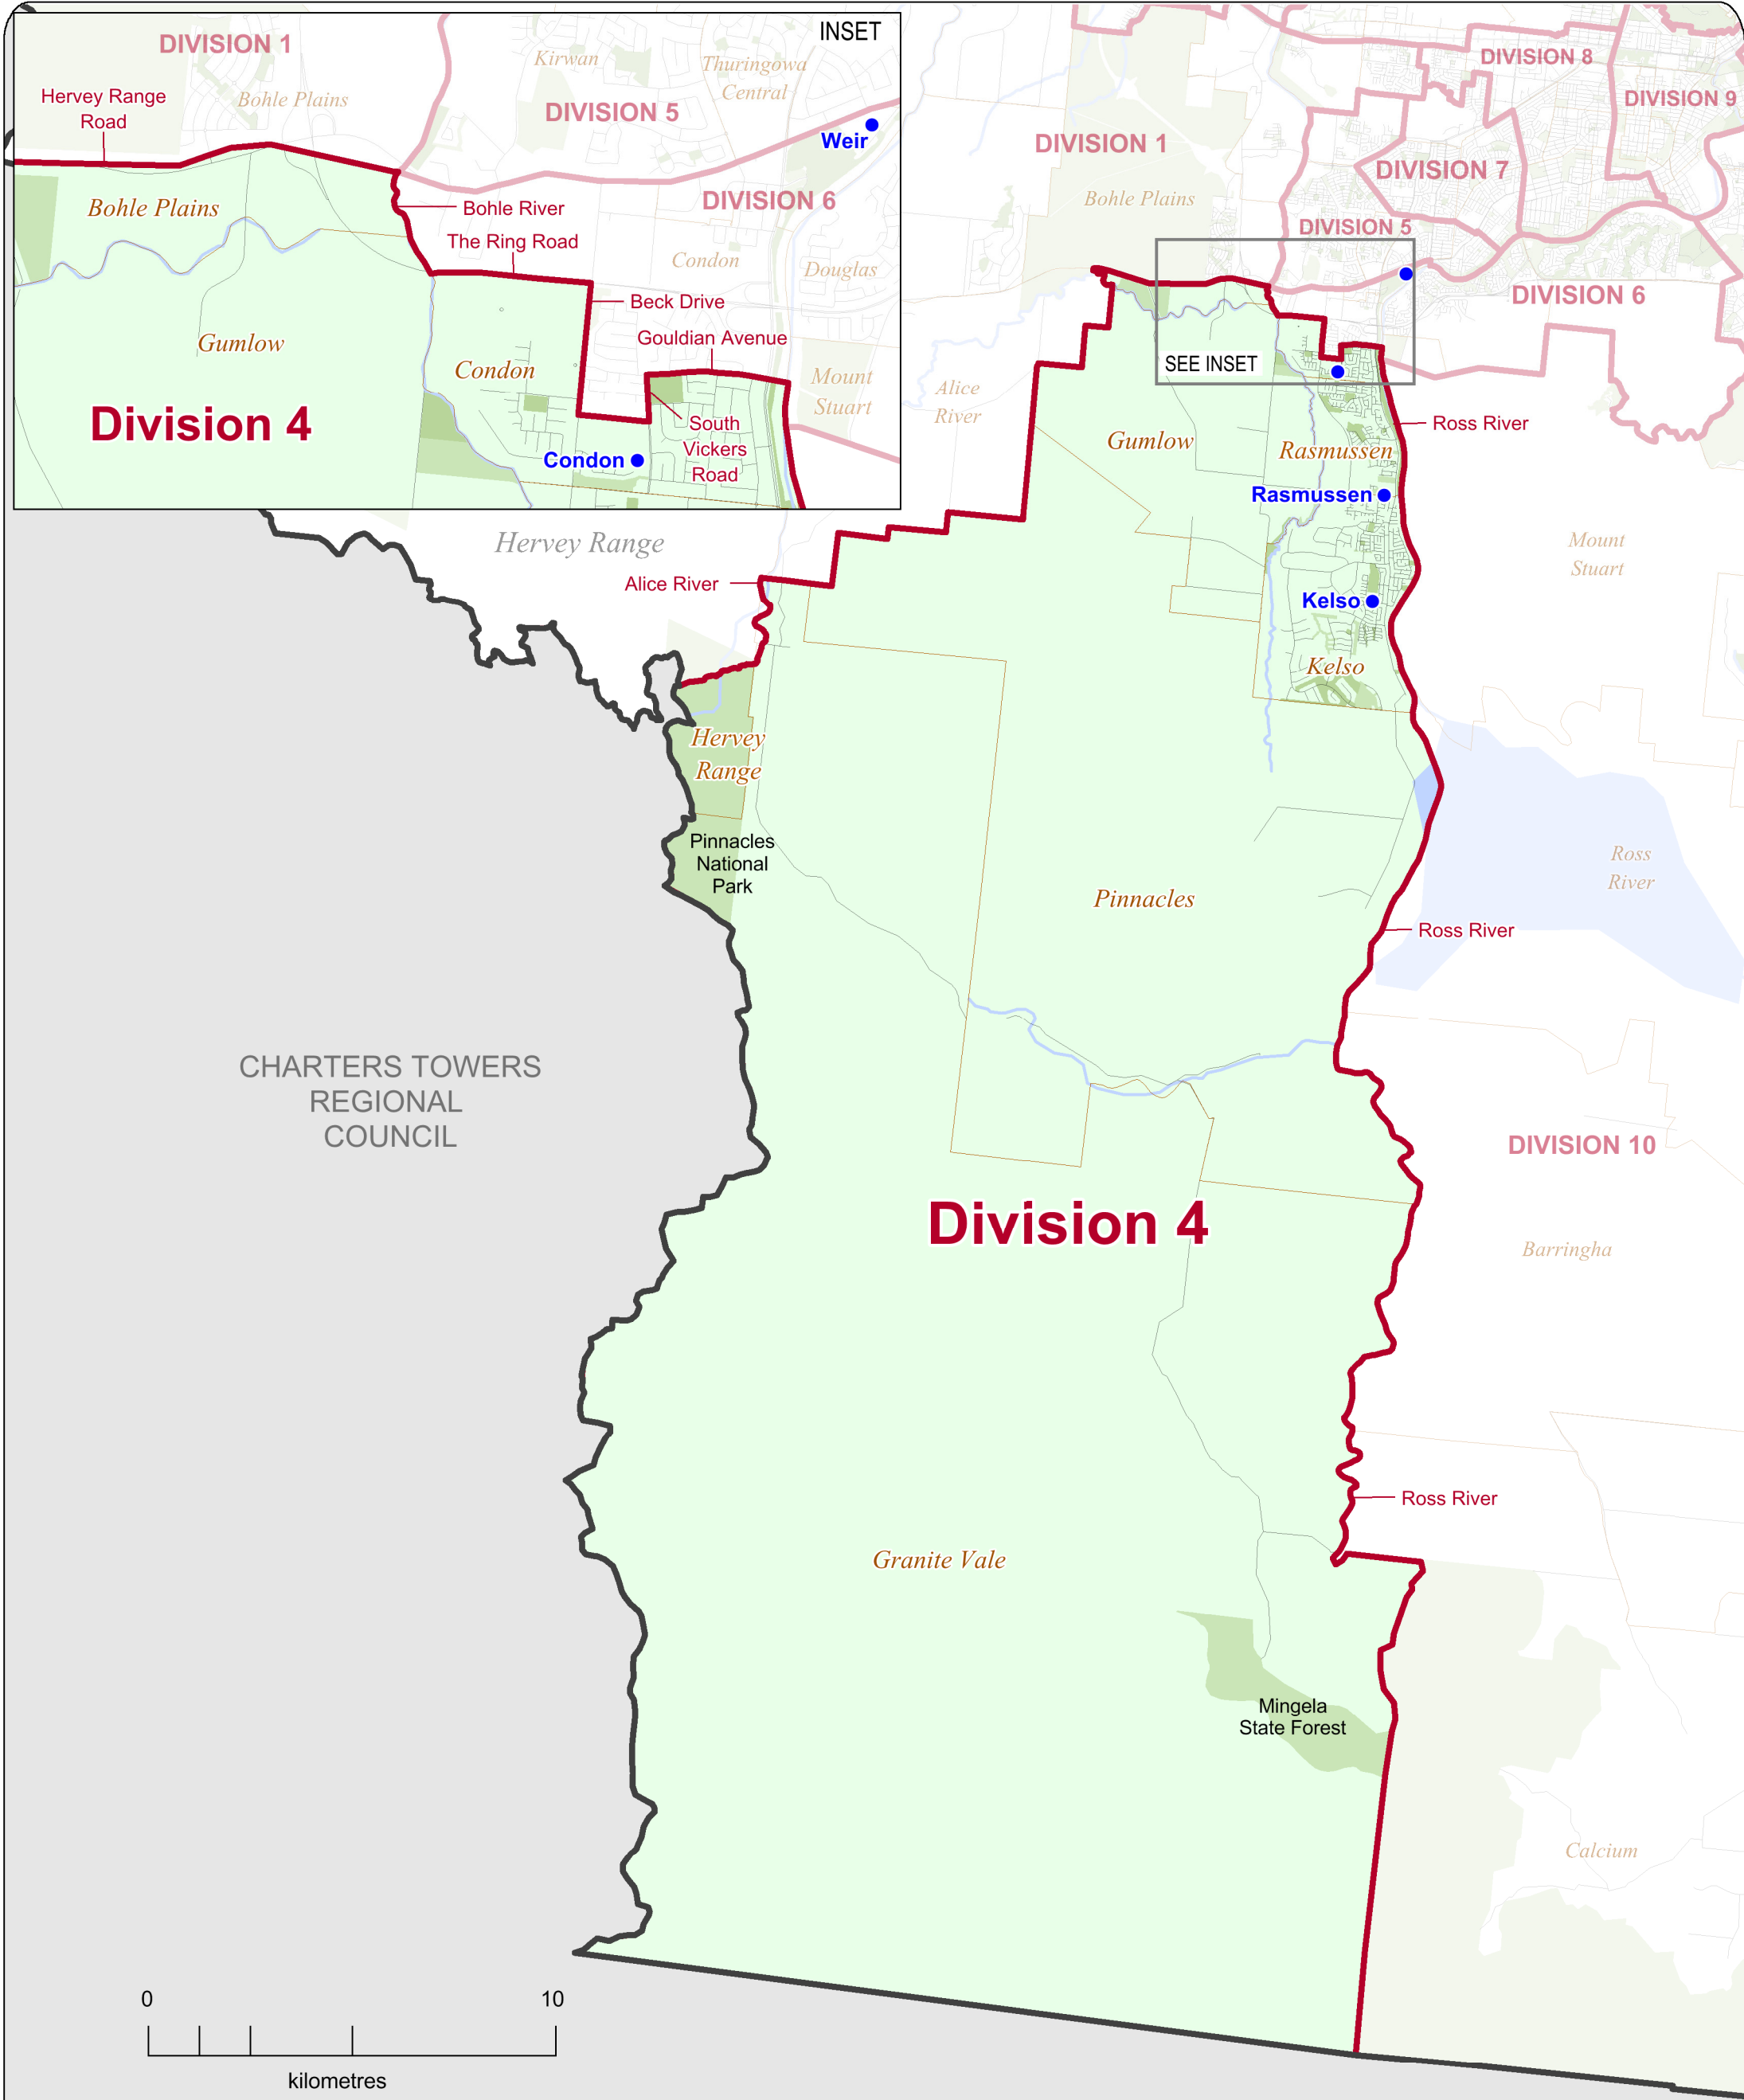 INSET
DIVISION 1
Kirwan
Thuringowa
Central
Hervey Range
Road
Bohle Plains
DIVISION 5
Weir
Bohle Plains
Bohle River
DIVISION 6
The Ring Road
Condon
Douglas
Beck Drive
Gumlow
Gouldian Avenue
Condon
Mount
Stuart
Division 4
South
Vickers
Road
Condon
DIVISION 8
DIVISION 9
DIVISION 1
DIVISION 7
Bohle Plains
DIVISION 5
DIVISION 6
SEE INSET
Alice
River
Ross River
Gumlow
Rasmussen
Rasmussen
Hervey Range
Mount
Stuart
Alice River
Kelso
Kelso
Hervey
Range
Pinnacles
National
Park
Ross
River
Pinnacles
Ross River
CHARTERS TOWERS
REGIONAL
COUNCIL
DIVISION 10
Division 4
Barringha
Ross River
Granite Vale
Mingela
State Forest
Calcium
0 10
kilometres